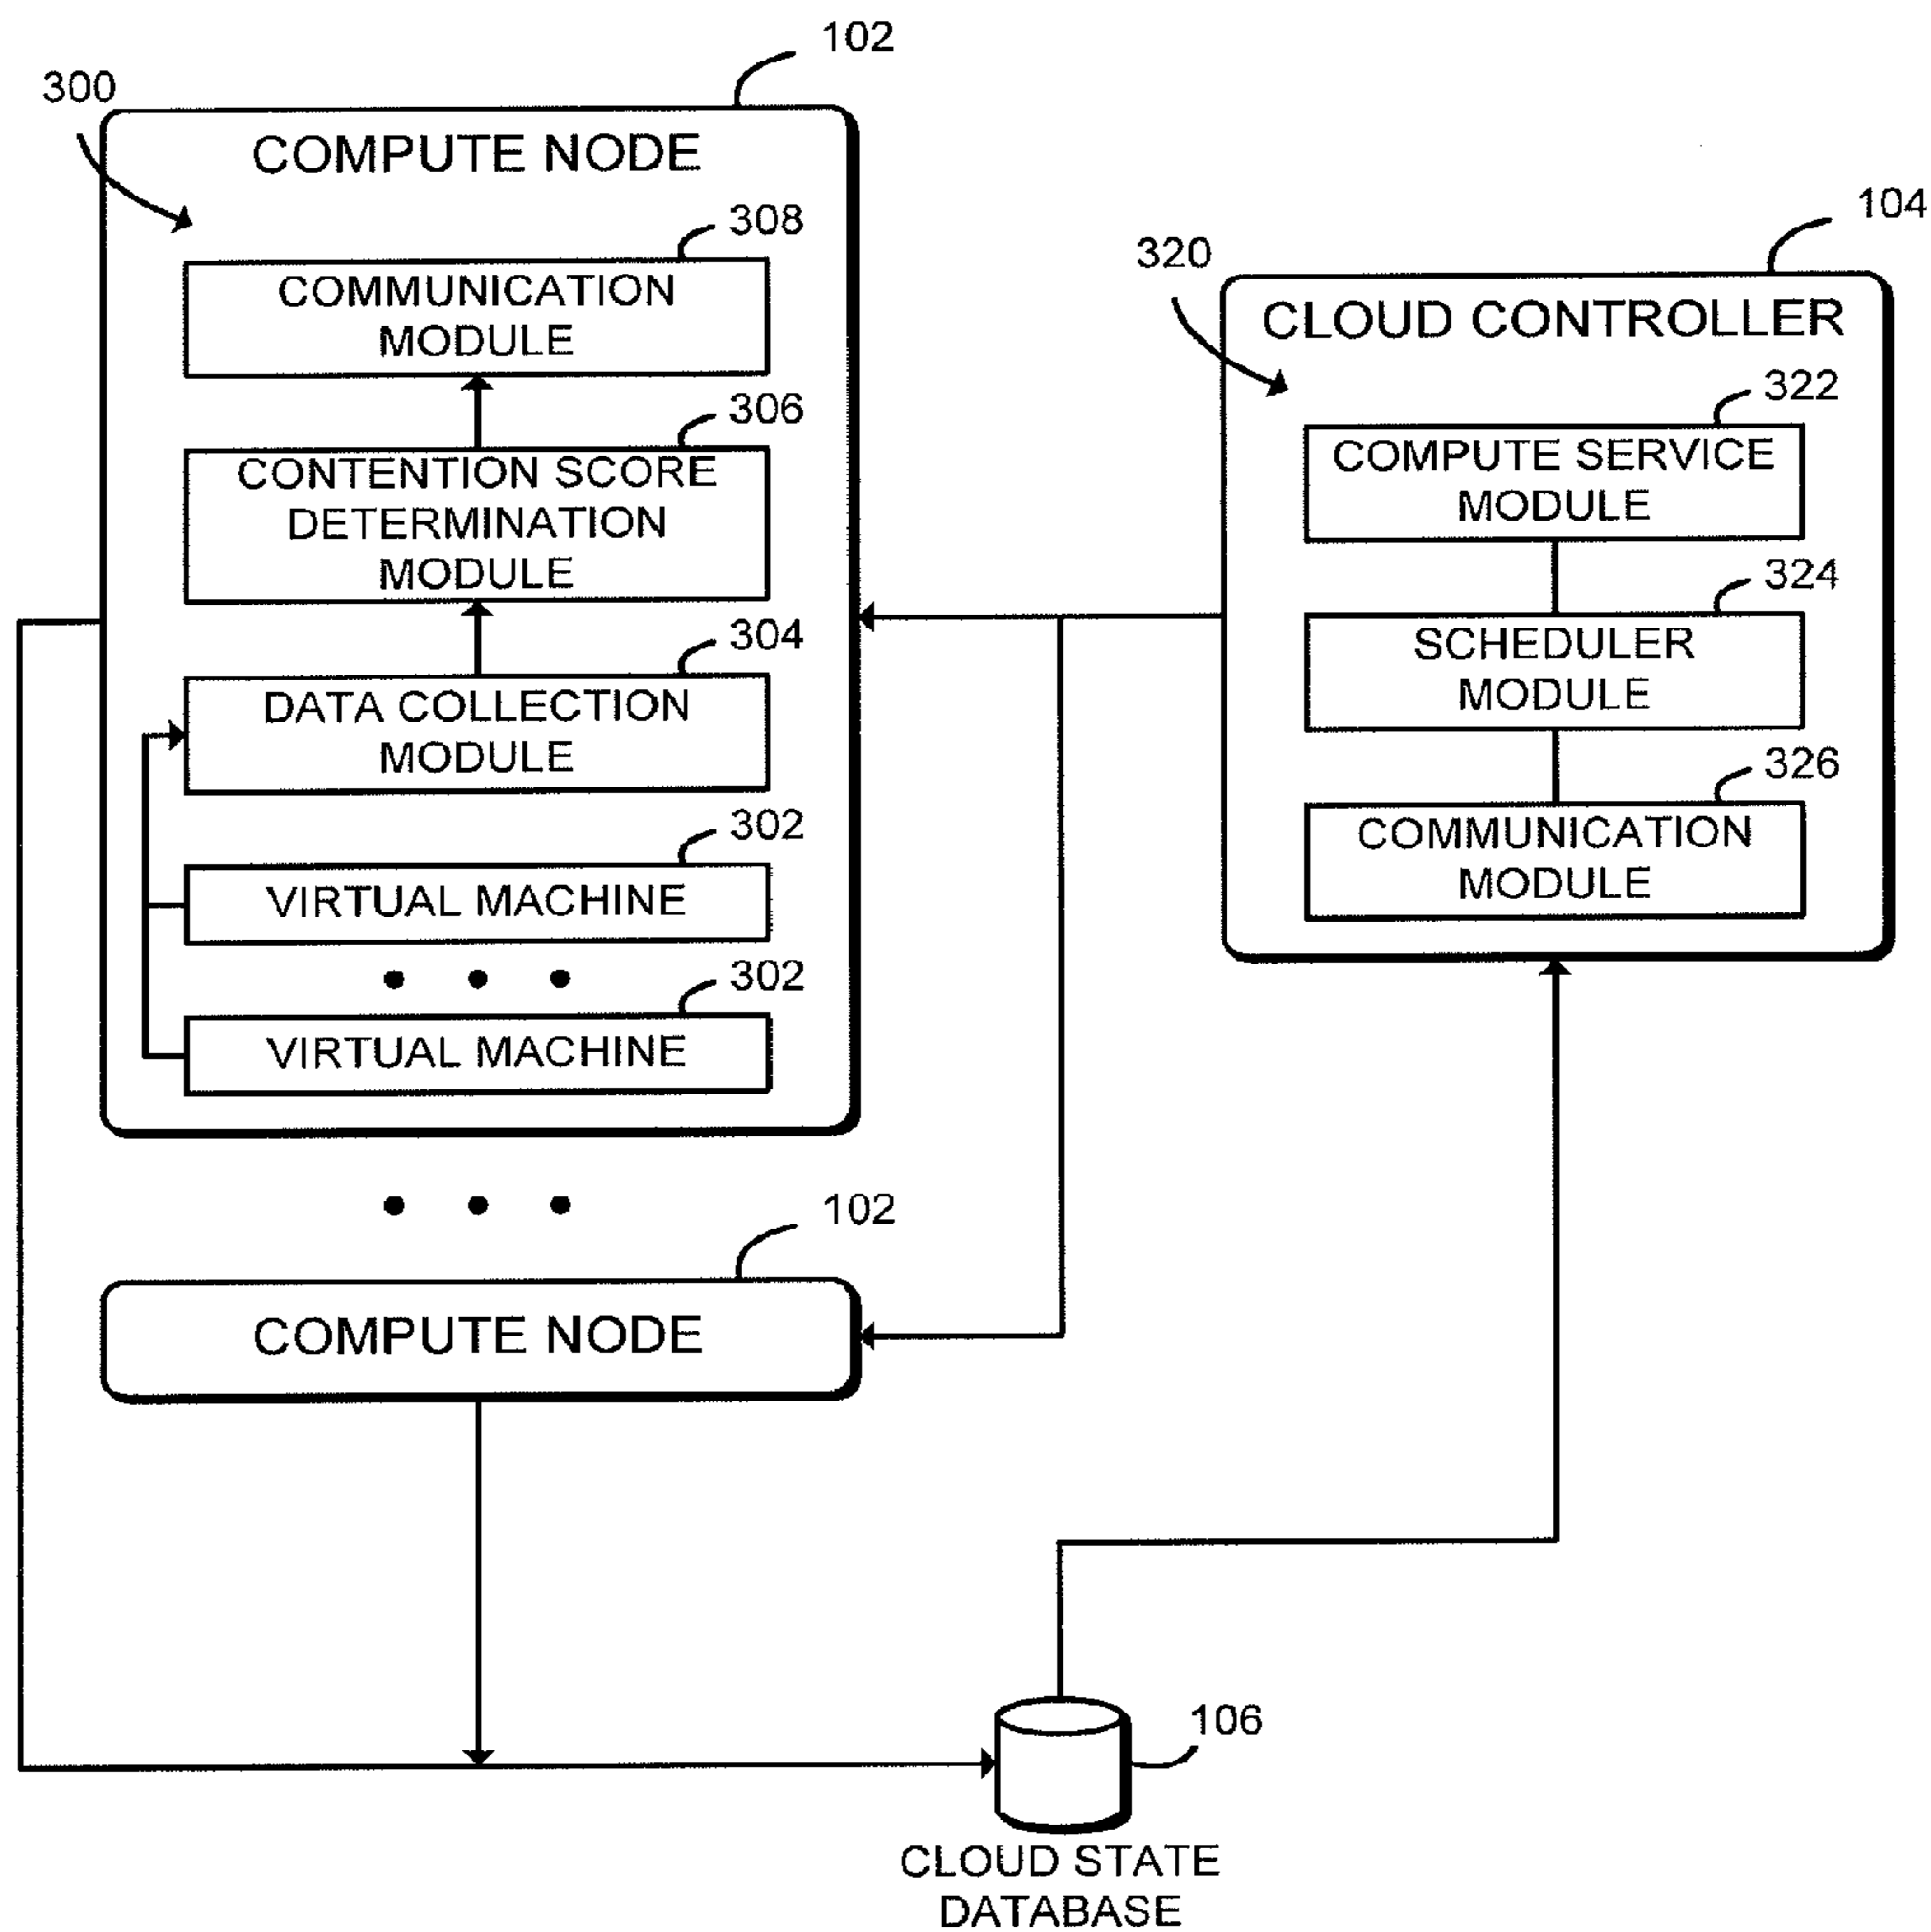 102
300
COMPUTE NODE
308
COMMUNICATION
MODULE
306
CONTENTION SCORE
DETERMINATION
MODULE
304
DATA COLLECTION
MODULE
302
VIRTUAL MACHINE
302
VIRTUAL MACHINE
102
COMPUTE NODE
104
320
CLOUD CONTROLLER
322
COMPUTE SERVICE
MODULE
324
SCHEDULER
MODULE
326
COMMUNICATION
MODULE
106
CLOUD STATE
DATABASE